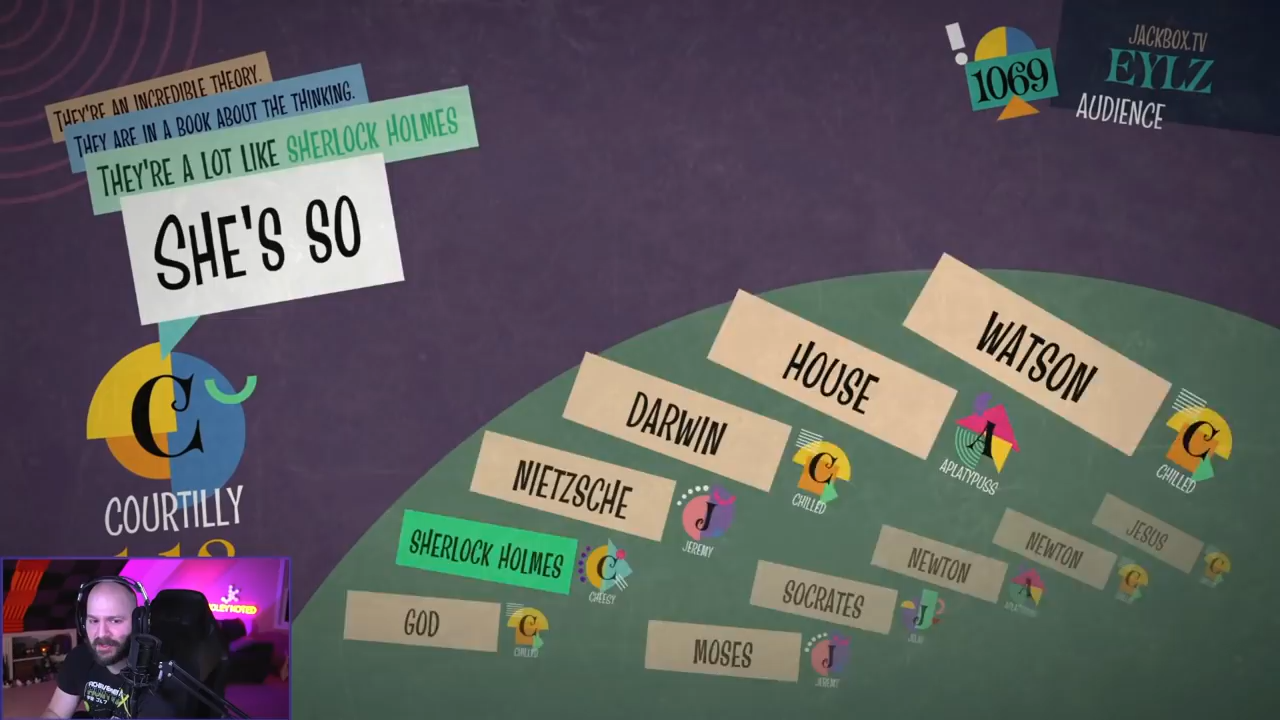 THEY'RE AN INCREDIBLE THEORY.
THEY ARE IN A BOOK ABOUT THE THINKING.
THEY'RE A LOT LIKE SHERLOCK HOLMES
SHE'S SO
C
COURTILLY
1069
JACKBOX.TV
EYLZ
AUDIENCE
WATSON
C
CHILLED
HOUSE
A
APLATYPUSS
DARWIN
C
CHILLED
NIETZSCHE
J
JEREMY
SHERLOCK HOLMES
C
CHEESY
GOD
C
CHILLED
JESUS
C
NEWTON
C
NEWTON
A
SOCRATES
J
MOSES
J
JEREMY